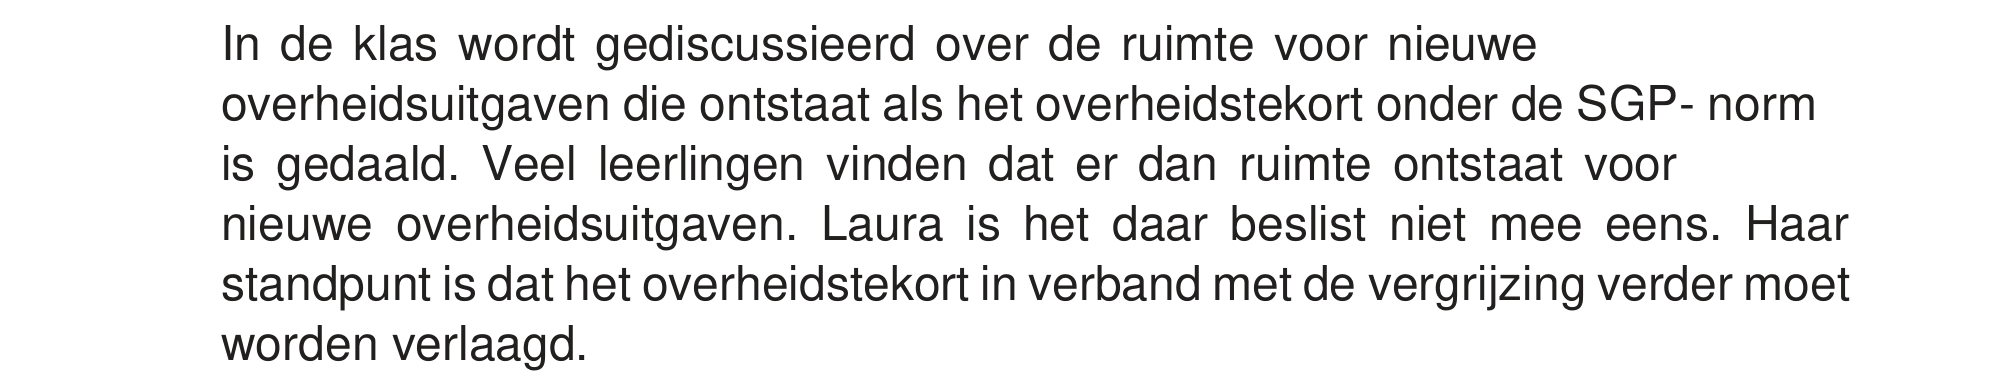 In de klas wordt gediscussieerd over de ruimte voor nieuwe
overheidsuitgaven die ontstaat als het overheidstekort onder de SGP- norm
is gedaald. Veel leerlingen vinden dat er dan ruimte ontstaat voor
nieuwe overheidsuitgaven. Laura is het daar beslist niet mee eens. Haar
standpunt is dat het overheidstekort in verband met de vergrijzing verder moet
worden verlaagd.